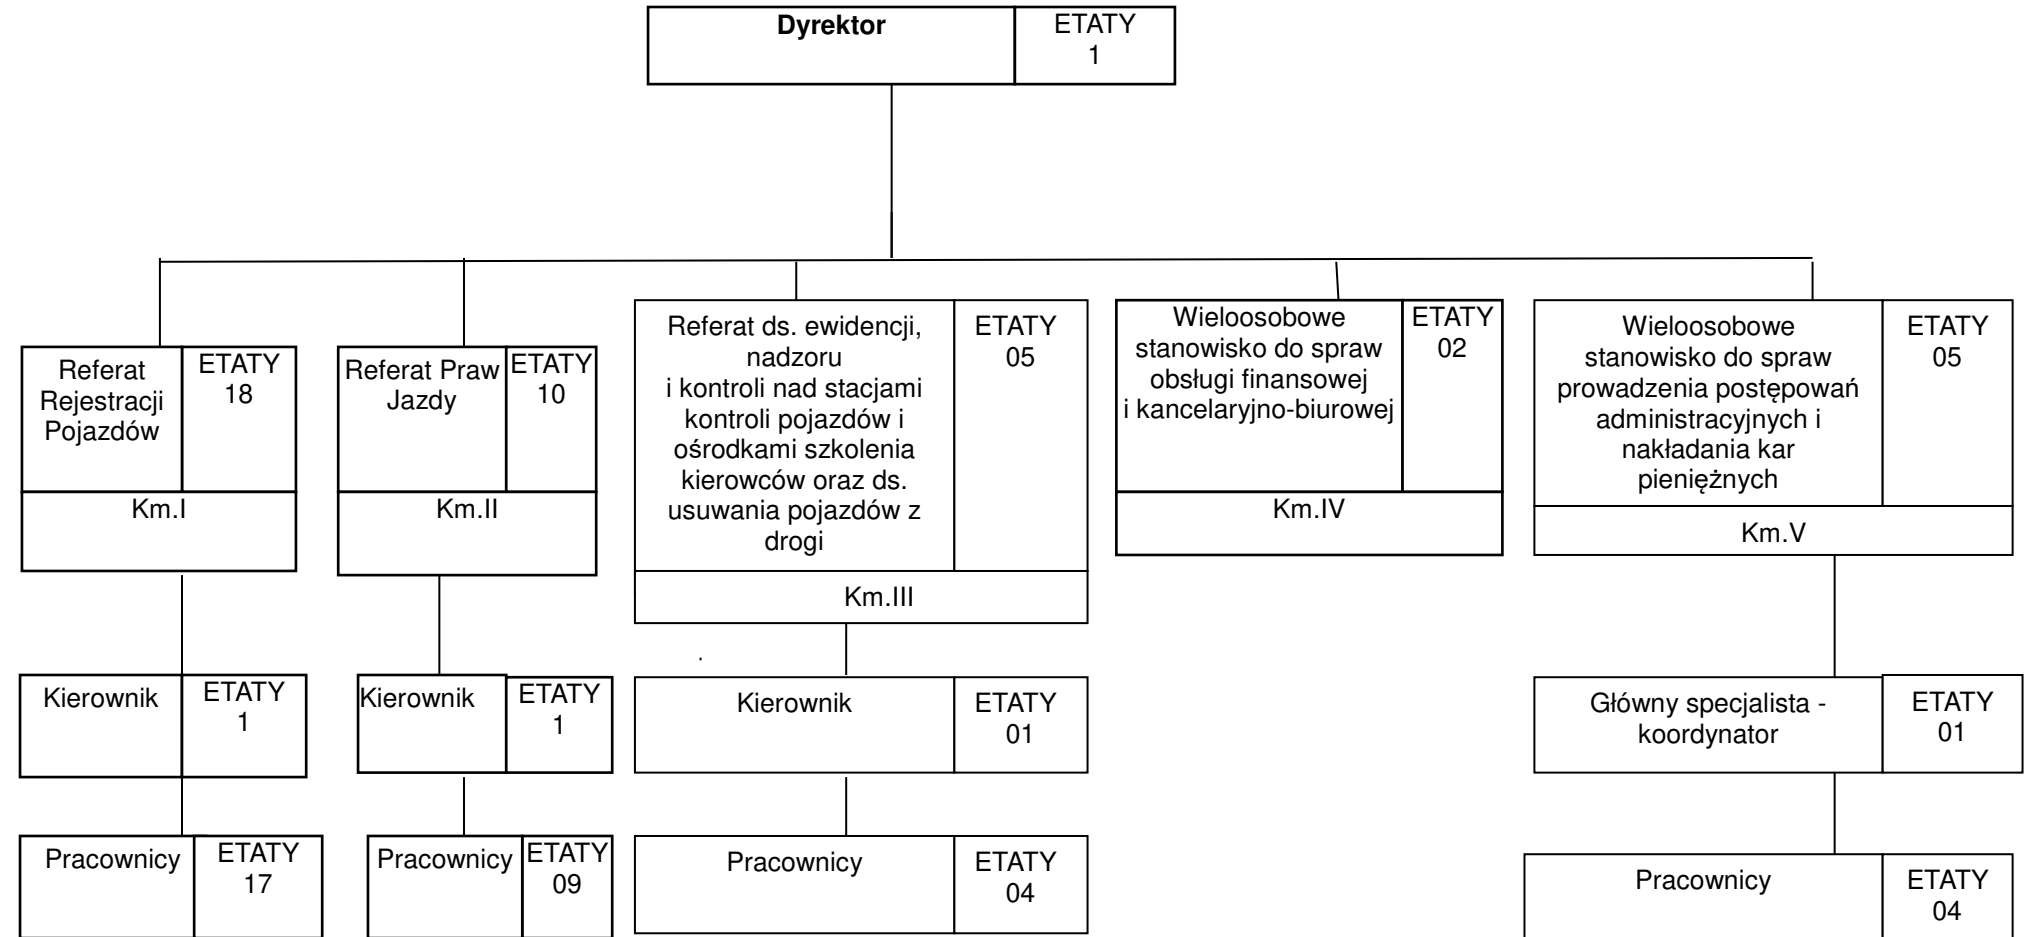 Dyrektor
ETATY
1
Referat
Rejestracji
Pojazdów
ETATY
18
Km.I
Referat Praw
Jazdy
ETATY
10
Km.II
Referat ds. ewidencji,
nadzoru
i kontroli nad stacjami
kontroli pojazdów i
ośrodkami szkolenia
kierowców oraz ds.
usuwania pojazdów z
drogi
ETATY
05
Km.III
Wieloosobowe
stanowisko do spraw
obsługi finansowej
i kancelaryjno-biurowej
ETATY
02
Km.IV
Wieloosobowe
stanowisko do spraw
prowadzenia postępowań
administracyjnych i
nakładania kar
pieniężnych
ETATY
05
Km.V
.
Kierownik
ETATY
1
Kierownik
ETATY
1
Kierownik
ETATY
01
Główny specjalista -
koordynator
ETATY
01
Pracownicy
ETATY
17
Pracownicy
ETATY
09
Pracownicy
ETATY
04
Pracownicy
ETATY
04